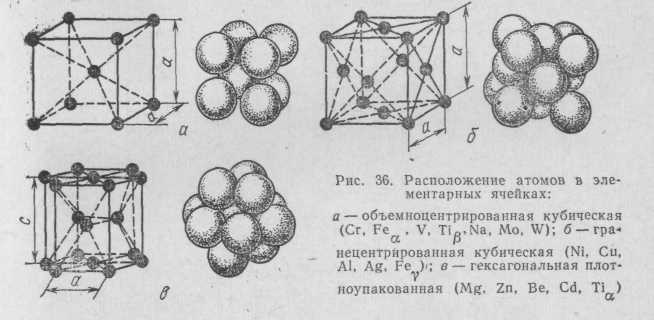 a
a
а
a
a
б
c
a
в
Рис. 36. Расположение атомов в эле-
ментарных ячейках:
а — объемноцентрированная кубическая
(Cr, Feα, V, Tiβ, Na, Mo, W); б — гра-
нецентрированная кубическая (Ni, Cu,
Al, Ag, Feγ); в — гексагональная плот-
ноупакованная (Mg, Zn, Be, Cd, Tiα)